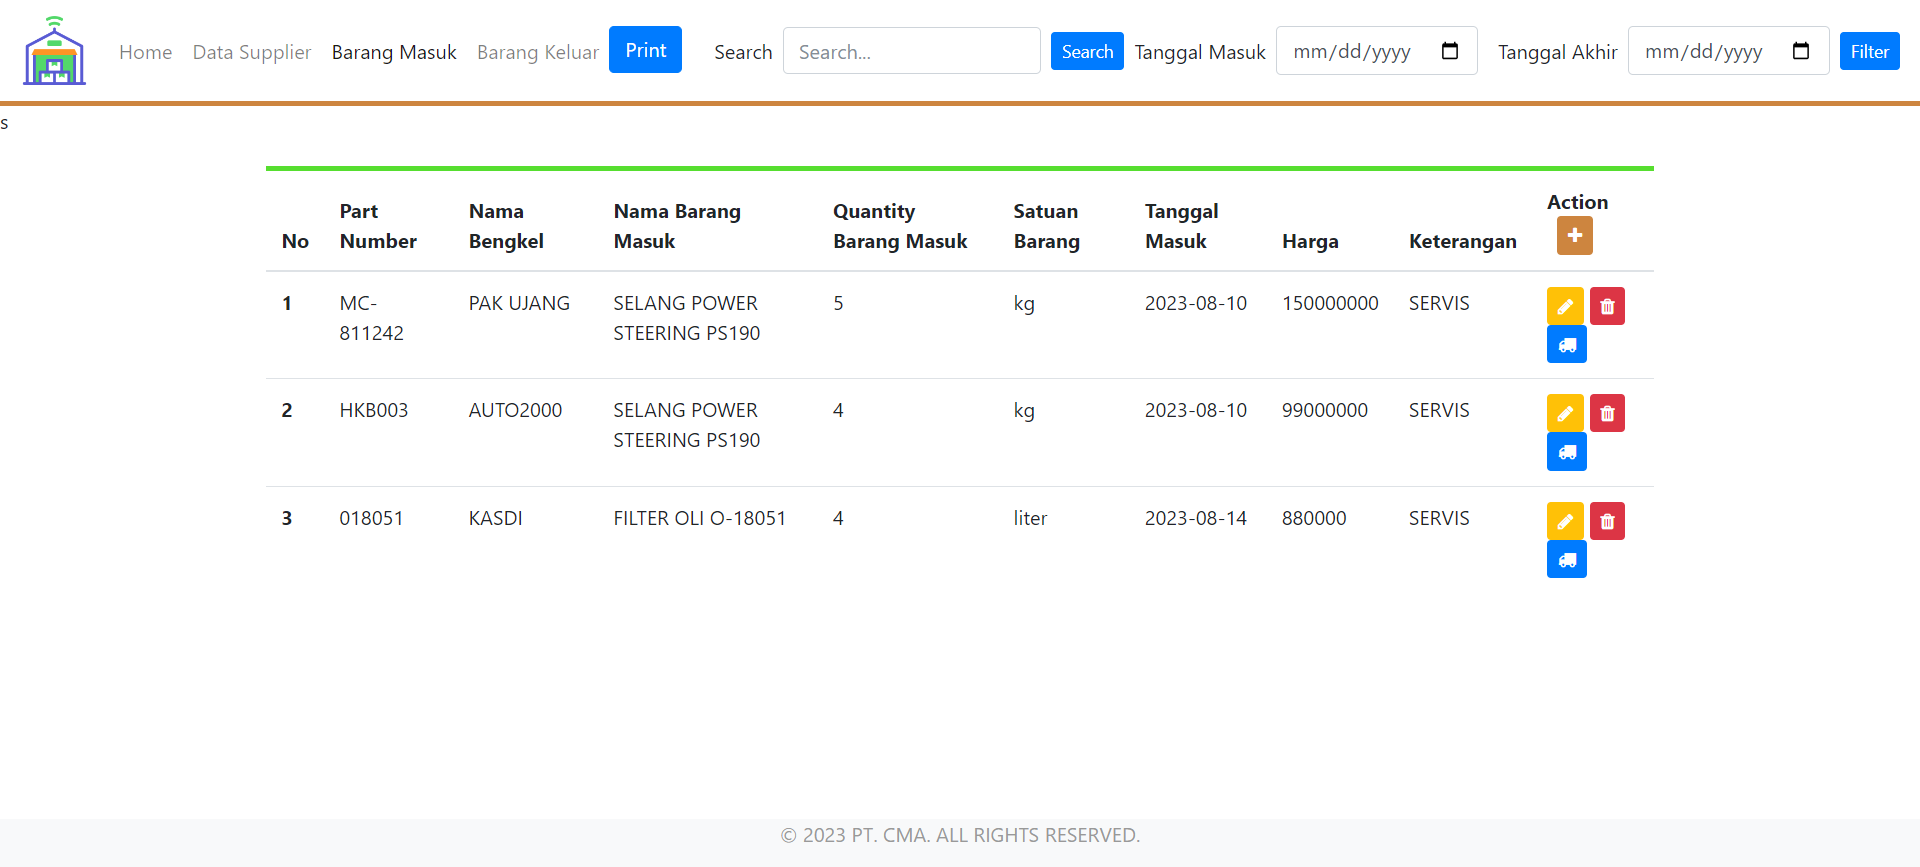 Home Data Supplier Barang Masuk Barang Keluar Print Search Search... Search Tanggal Masuk mm/dd/yyyy Tanggal Akhir mm/dd/yyyy Filter
s
No Part Number Nama Bengkel Nama Barang Masuk Quantity Barang Masuk Satuan Barang Tanggal Masuk Harga Keterangan Action
1 MC-811242 PAK UJANG SELANG POWER STEERING PS190 5 kg 2023-08-10 150000000 SERVIS
2 HKB003 AUTO2000 SELANG POWER STEERING PS190 4 kg 2023-08-10 99000000 SERVIS
3 018051 KASDI FILTER OLI O-18051 4 liter 2023-08-14 880000 SERVIS
© 2023 PT. CMA. ALL RIGHTS RESERVED.